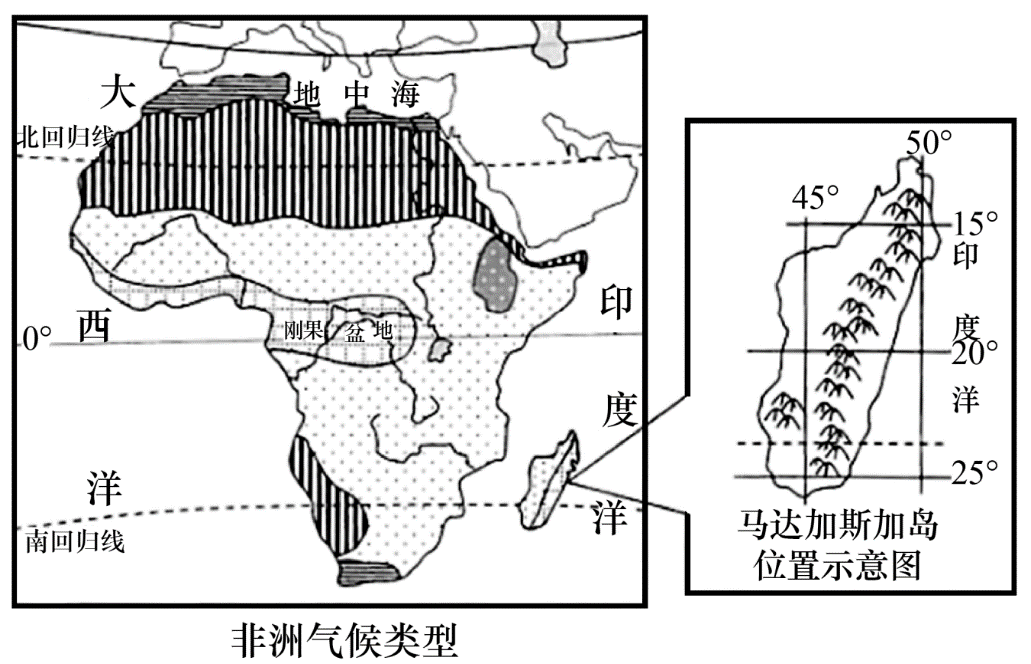 大
地中海
北回归线
西
0°
刚果盆地
印
度
洋
洋
南回归线
非洲气候类型
50°
45°
15°
印
度
20°
洋
25°
马达加斯加岛
位置示意图